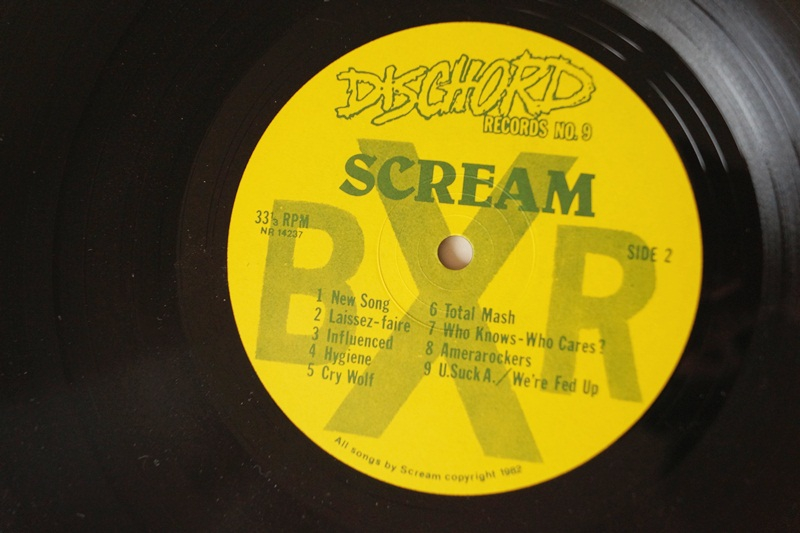 DISCHORD
RECORDS NO. 9
SCREAM
BXR
33⅓ RPM
NR 14237
SIDE 2
1 New Song
2 Laissez-faire
3 Influenced
4 Hygiene
5 Cry Wolf
6 Total Mash
7 Who Knows-Who Cares?
8 Amerarockers
9 U.Suck A./We're Fed Up
All songs by Scream copyright 1982